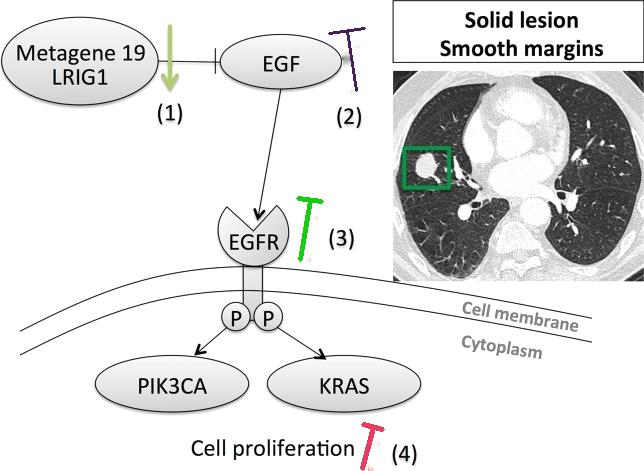 Solid lesion
Smooth margins
Metagene 19
LRIG1
EGF
(1)
(2)
EGFR
(3)
P
P
Cell membrane
Cytoplasm
PIK3CA
KRAS
Cell proliferation
(4)